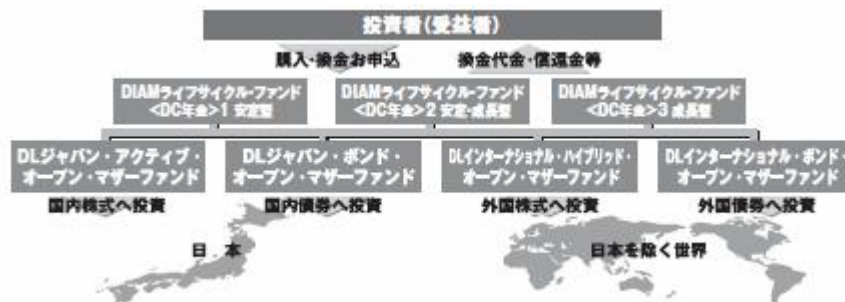 投資者(受益者)
購入・換金お申込
換金代金・償還金等
DIAMライフサイクル・ファンド
<DC年金>1 安定型
DIAMライフサイクル・ファンド
<DC年金>2 安定・成長型
DIAMライフサイクル・ファンド
<DC年金>3 成長型
DLジャパン・アクティブ・
オープン・マザーファンド
DLジャパン・ボンド・
オープン・マザーファンド
DLインターナショナル・ハイブリッド・
オープン・マザーファンド
DLインターナショナル・ボンド・
オープン・マザーファンド
国内株式へ投資
国内債券へ投資
外国株式へ投資
外国債券へ投資
日 本
日本を除く世界